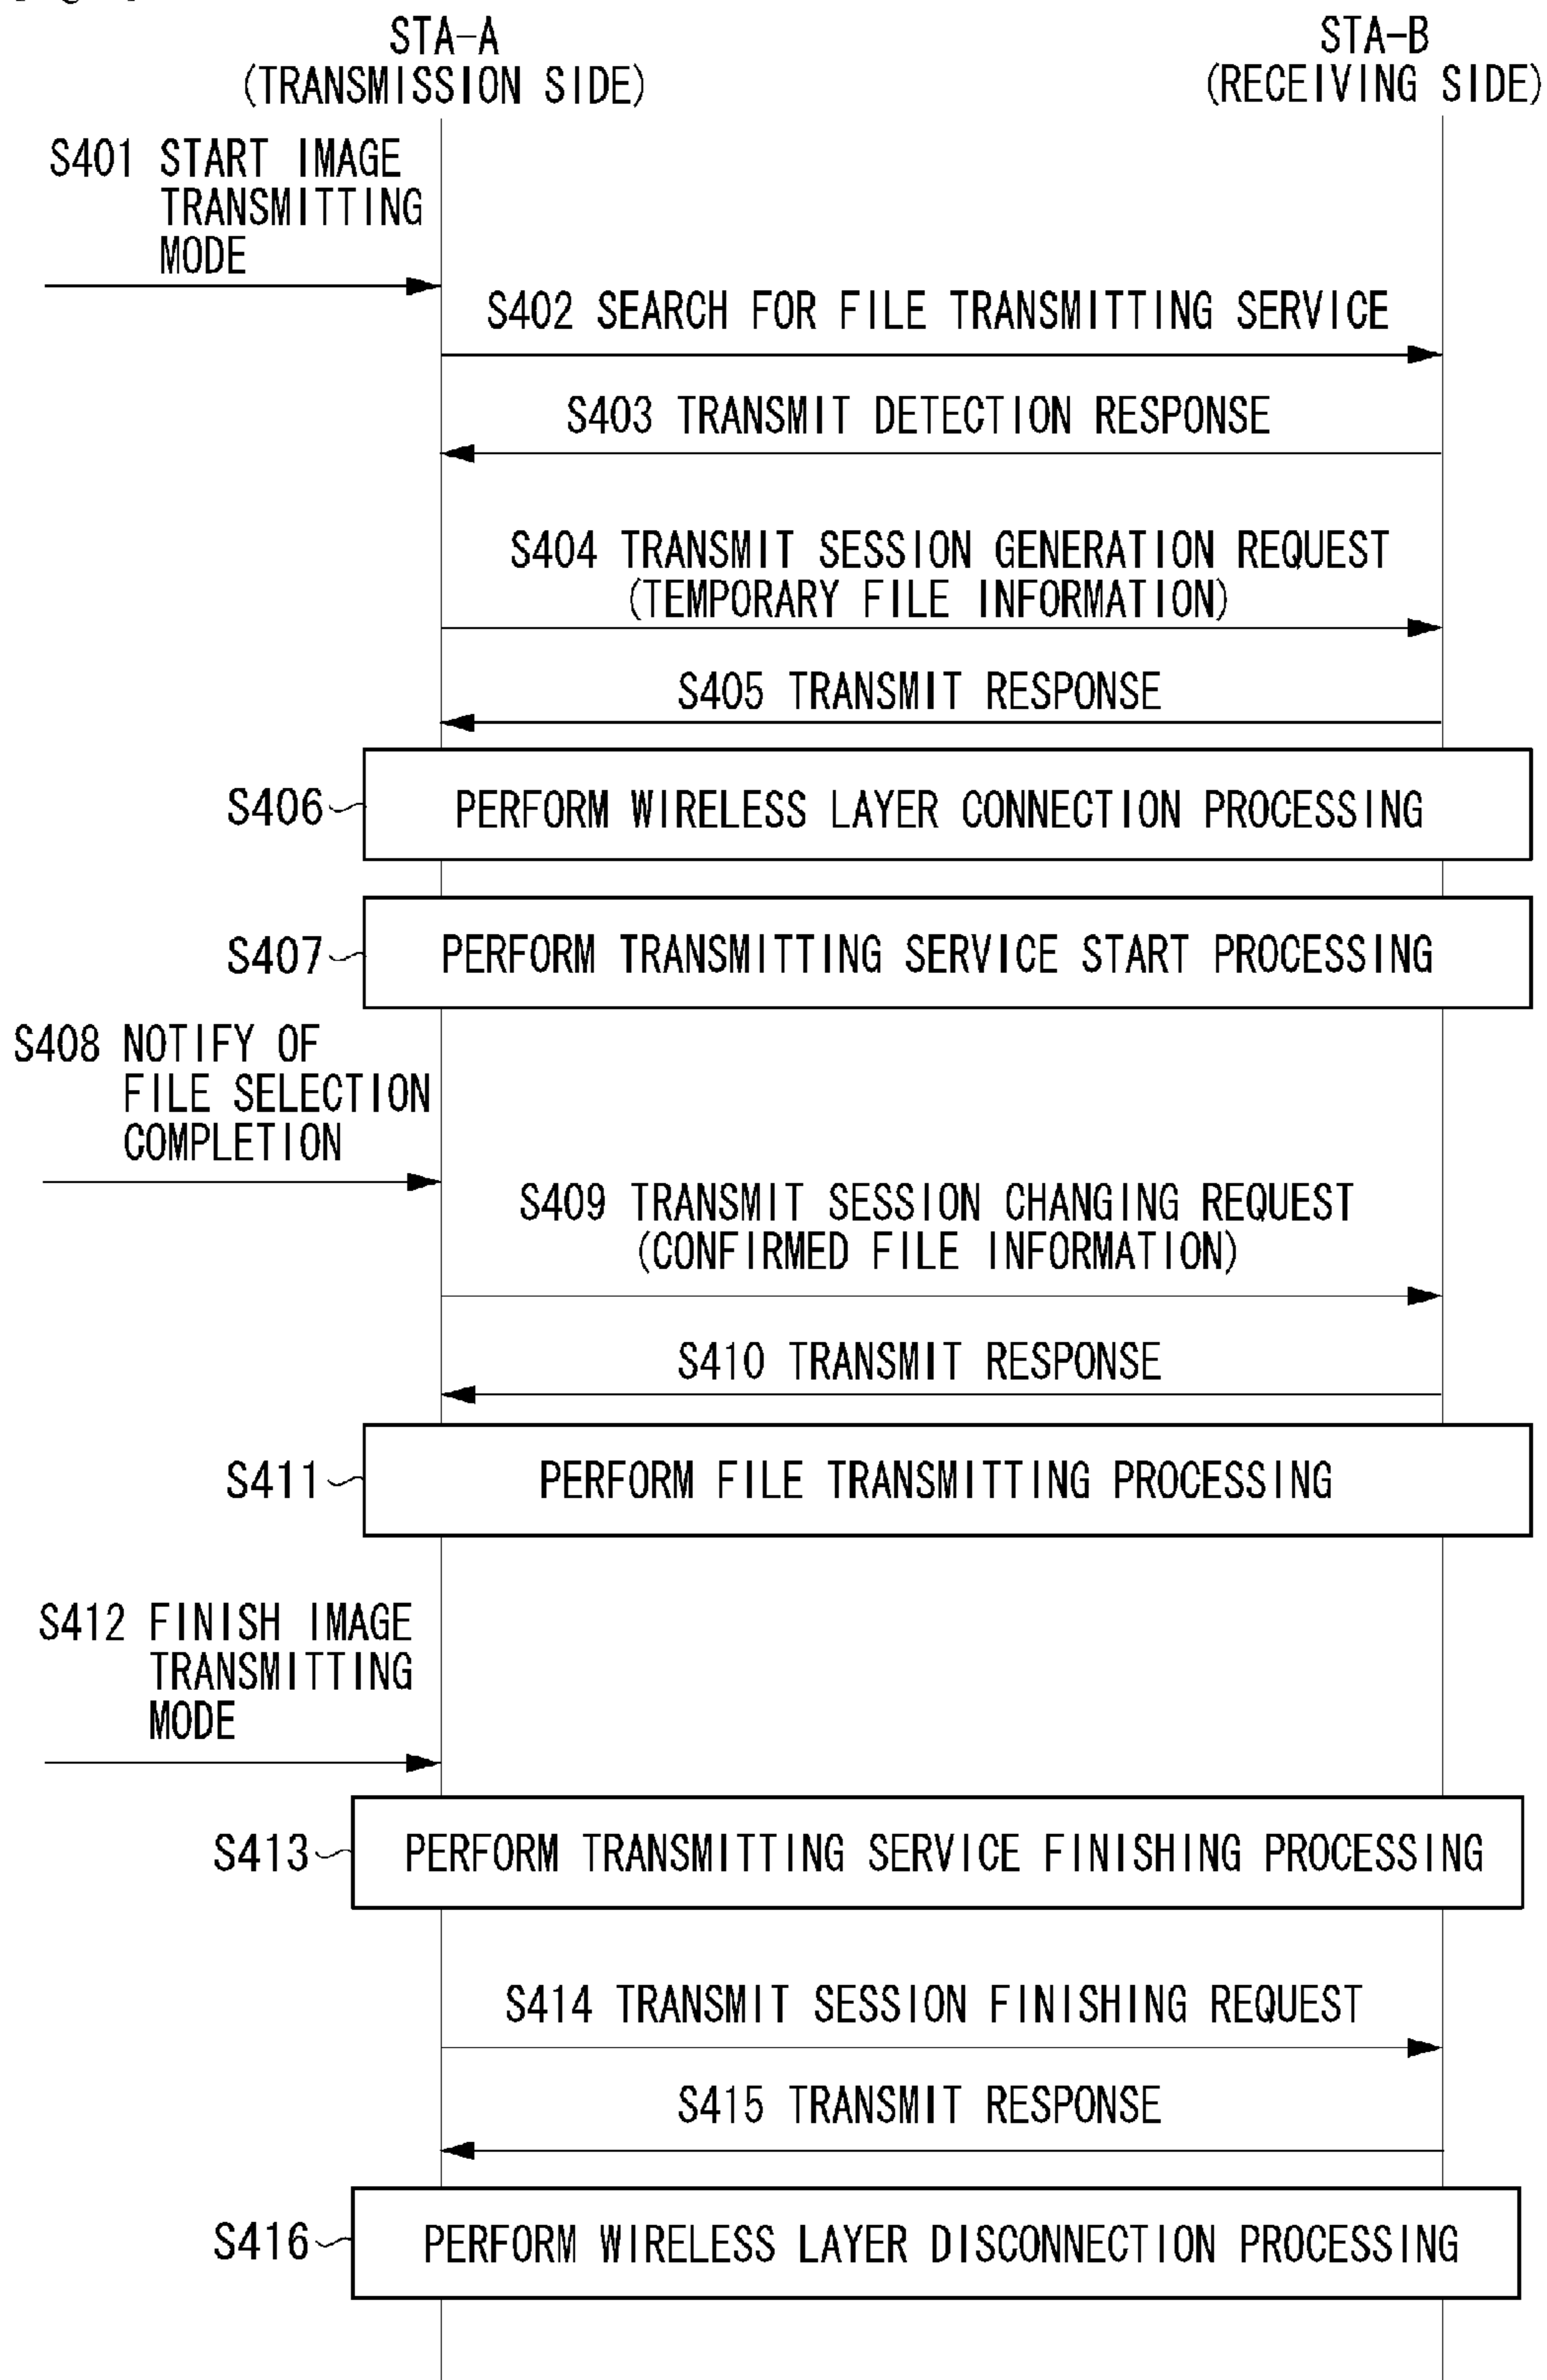 STA-A
(TRANSMISSION SIDE)
STA-B
(RECEIVING SIDE)
S401 START IMAGE
TRANSMITTING
MODE
S402 SEARCH FOR FILE TRANSMITTING SERVICE
S403 TRANSMIT DETECTION RESPONSE
S404 TRANSMIT SESSION GENERATION REQUEST
(TEMPORARY FILE INFORMATION)
S405 TRANSMIT RESPONSE
S406
PERFORM WIRELESS LAYER CONNECTION PROCESSING
S407
PERFORM TRANSMITTING SERVICE START PROCESSING
S408 NOTIFY OF
FILE SELECTION
COMPLETION
S409 TRANSMIT SESSION CHANGING REQUEST
(CONFIRMED FILE INFORMATION)
S410 TRANSMIT RESPONSE
S411
PERFORM FILE TRANSMITTING PROCESSING
S412 FINISH IMAGE
TRANSMITTING
MODE
S413
PERFORM TRANSMITTING SERVICE FINISHING PROCESSING
S414 TRANSMIT SESSION FINISHING REQUEST
S415 TRANSMIT RESPONSE
S416
PERFORM WIRELESS LAYER DISCONNECTION PROCESSING